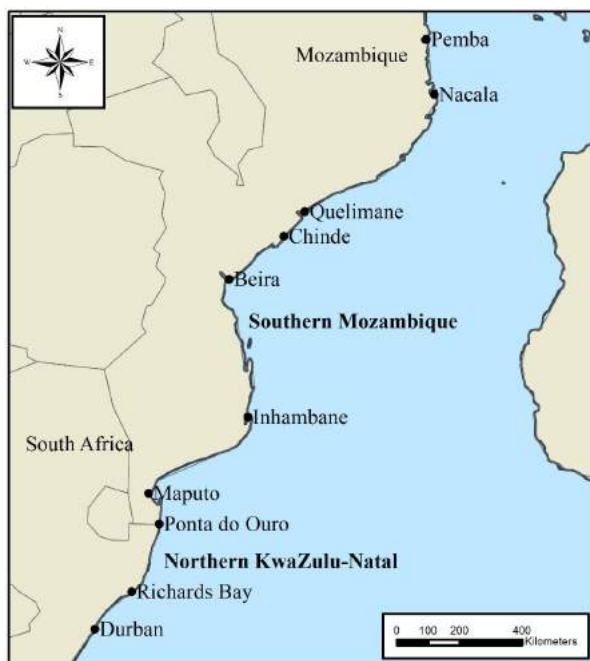 N
W E
S
Mozambique
Pemba
Nacala
Quelimane
Chinde
Beira
Southern Mozambique
Inhambane
South Africa
Maputo
Ponta do Ouro
Northern KwaZulu-Natal
Richards Bay
Durban
0 100 200 400
Kilometers